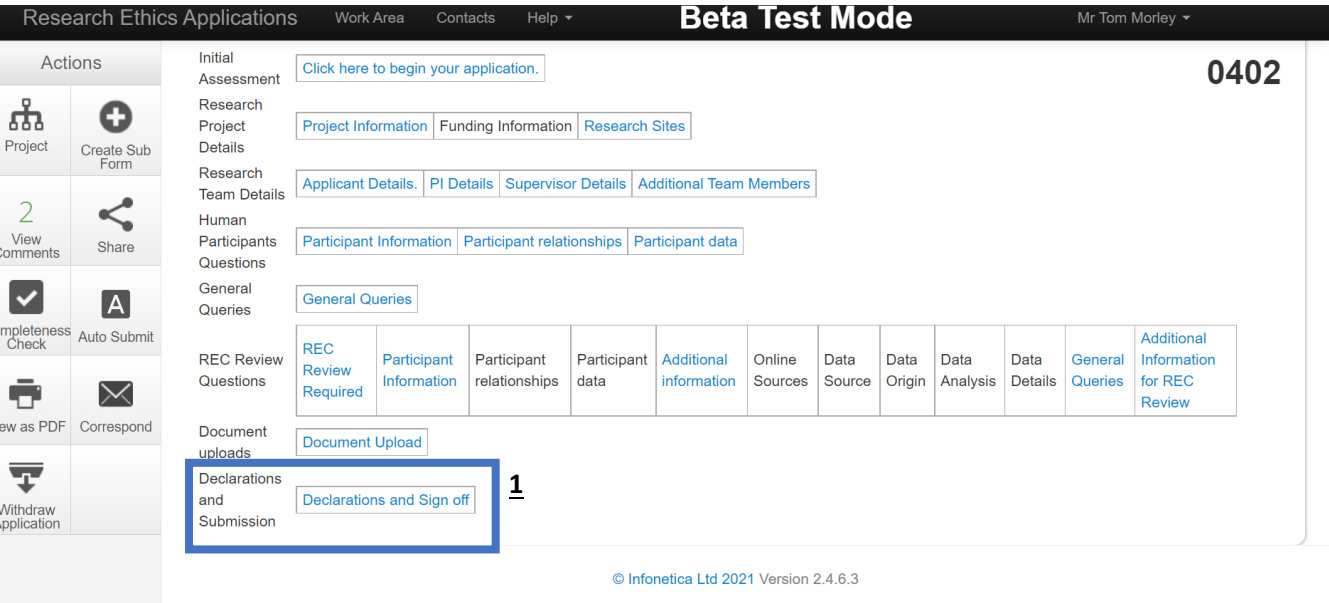 Research Ethics Applications Work Area Contacts Help Beta Test Mode Mr Tom Morley
Actions
Project
Create Sub
Form
2
View
Comments
Share
mpleteness
Check
Auto Submit
ew as PDF
Correspond
Withdraw
Application
0402
Initial
Assessment
Click here to begin your application.
Research
Project
Details
Project Information Funding Information Research Sites
Research
Team Details
Applicant Details. PI Details Supervisor Details Additional Team Members
Human
Participants
Questions
Participant Information Participant relationships Participant data
General
Queries
General Queries
REC Review
Questions
REC
Review
Required
Participant
Information
Participant
relationships
Participant
data
Additional
information
Online
Sources
Data
Source
Data
Origin
Data
Analysis
Data
Details
General
Queries
Additional
Information
for REC
Review
Document
uploads
Document Upload
Declarations
and
Submission
Declarations and Sign off
1
© Infonetica Ltd 2021 Version 2.4.6.3